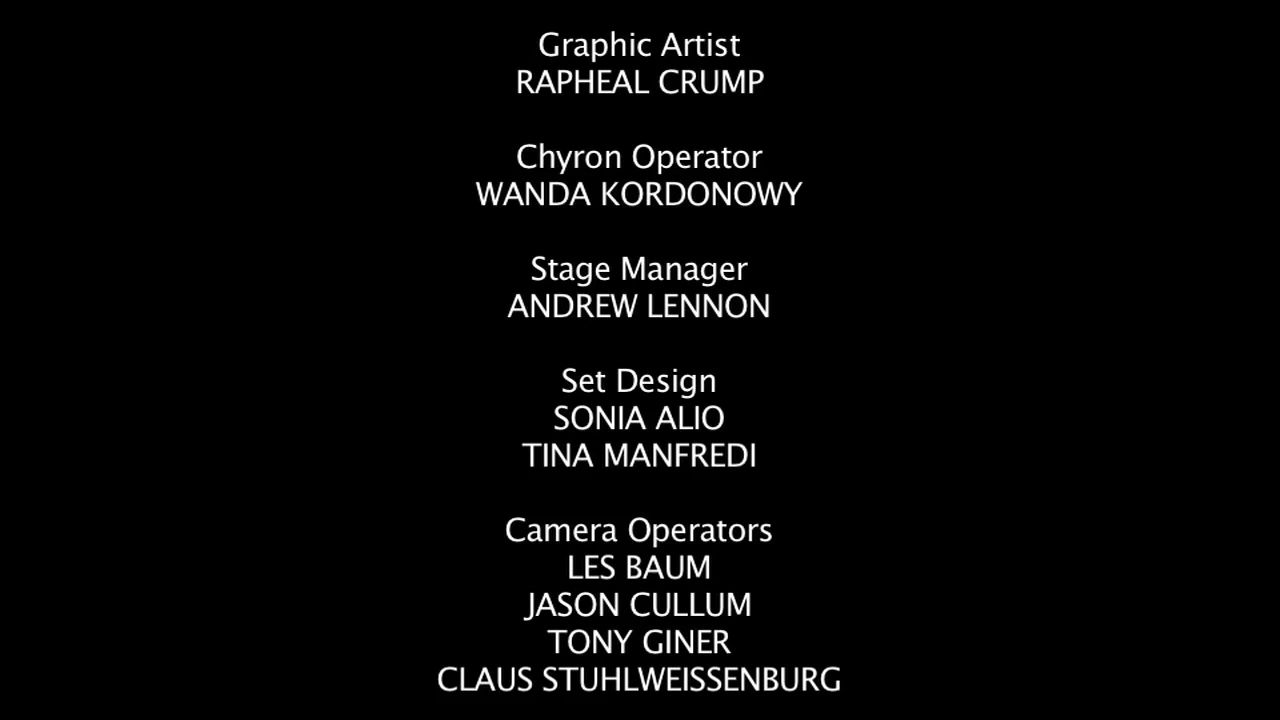 Graphic Artist
RAPHEAL CRUMP
Chyron Operator
WANDA KORDONOWY
Stage Manager
ANDREW LENNON
Set Design
SONIA ALIO
TINA MANFREDI
Camera Operators
LES BAUM
JASON CULLUM
TONY GINER
CLAUS STUHLWEISSENBURG